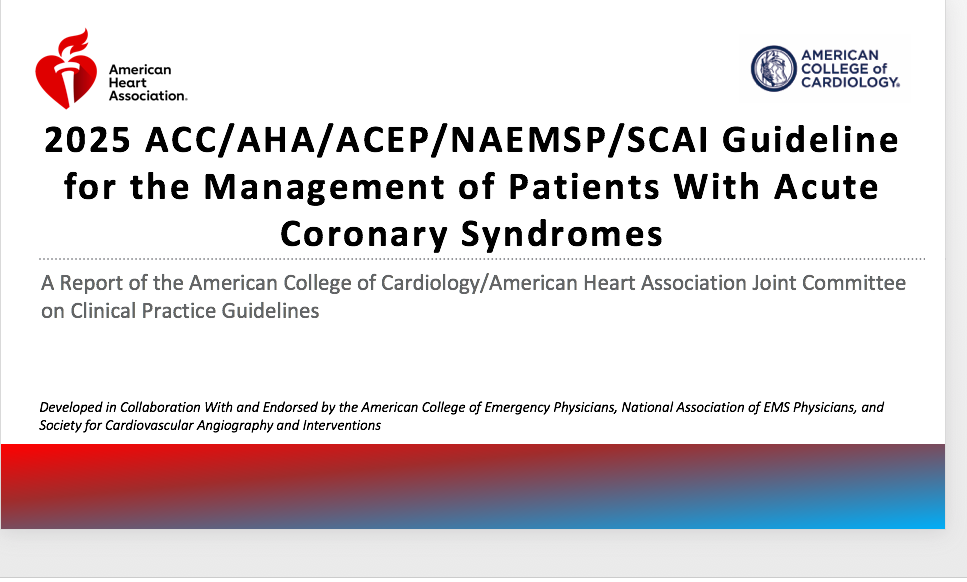 American
Heart
Association.
AMERICAN
COLLEGE of
CARDIOLOGY
2025 ACC/AHA/ACEP/NAEMSP/SCAI Guideline
for the Management of Patients With Acute
Coronary Syndromes
A Report of the American College of Cardiology/American Heart Association Joint Committee
on Clinical Practice Guidelines
Developed in Collaboration With and Endorsed by the American College of Emergency Physicians, National Association of EMS Physicians, and
Society for Cardiovascular Angiography and Interventions